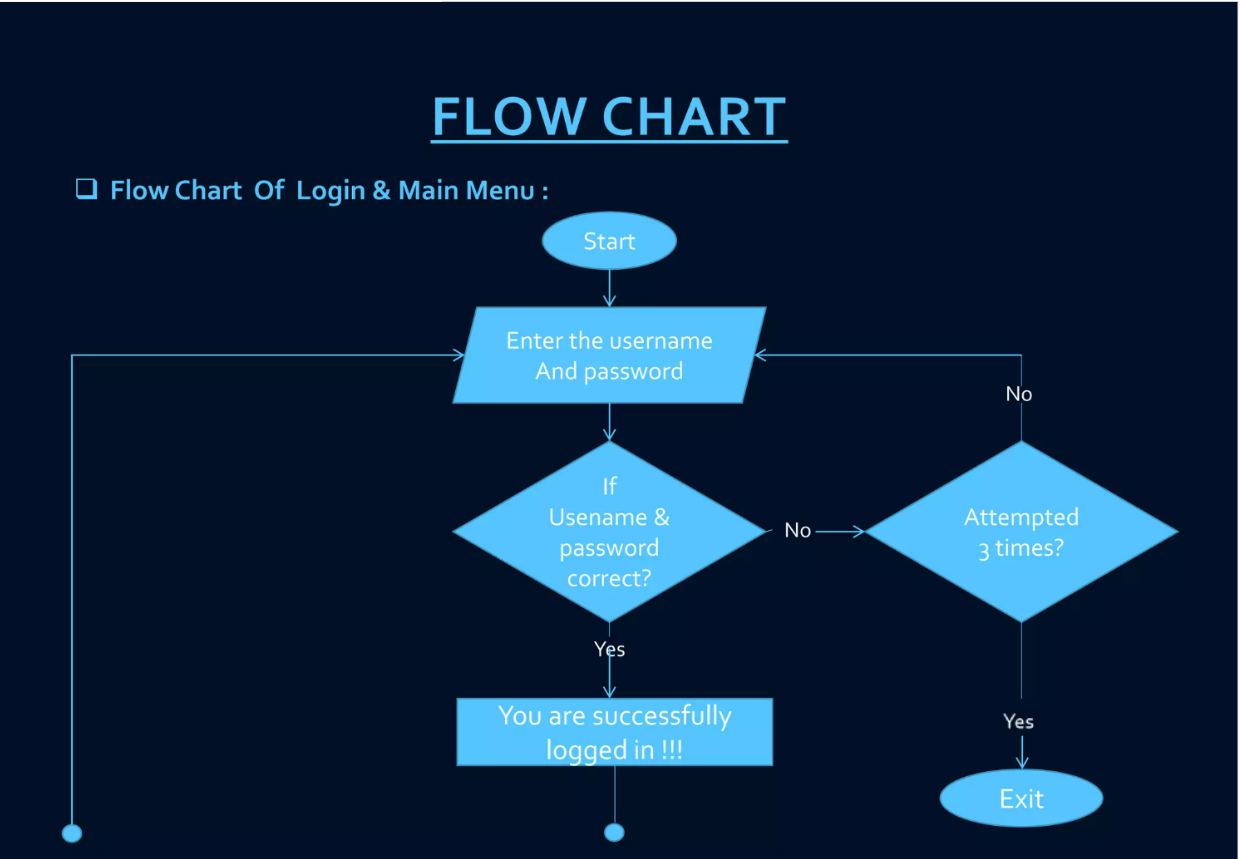 FLOW CHART
❑ Flow Chart Of Login & Main Menu :
Start
Enter the username
And password
No
If
Usename &
password
correct?
No
Attempted
3 times?
Yes
You are successfully
logged in !!!
Yes
Exit